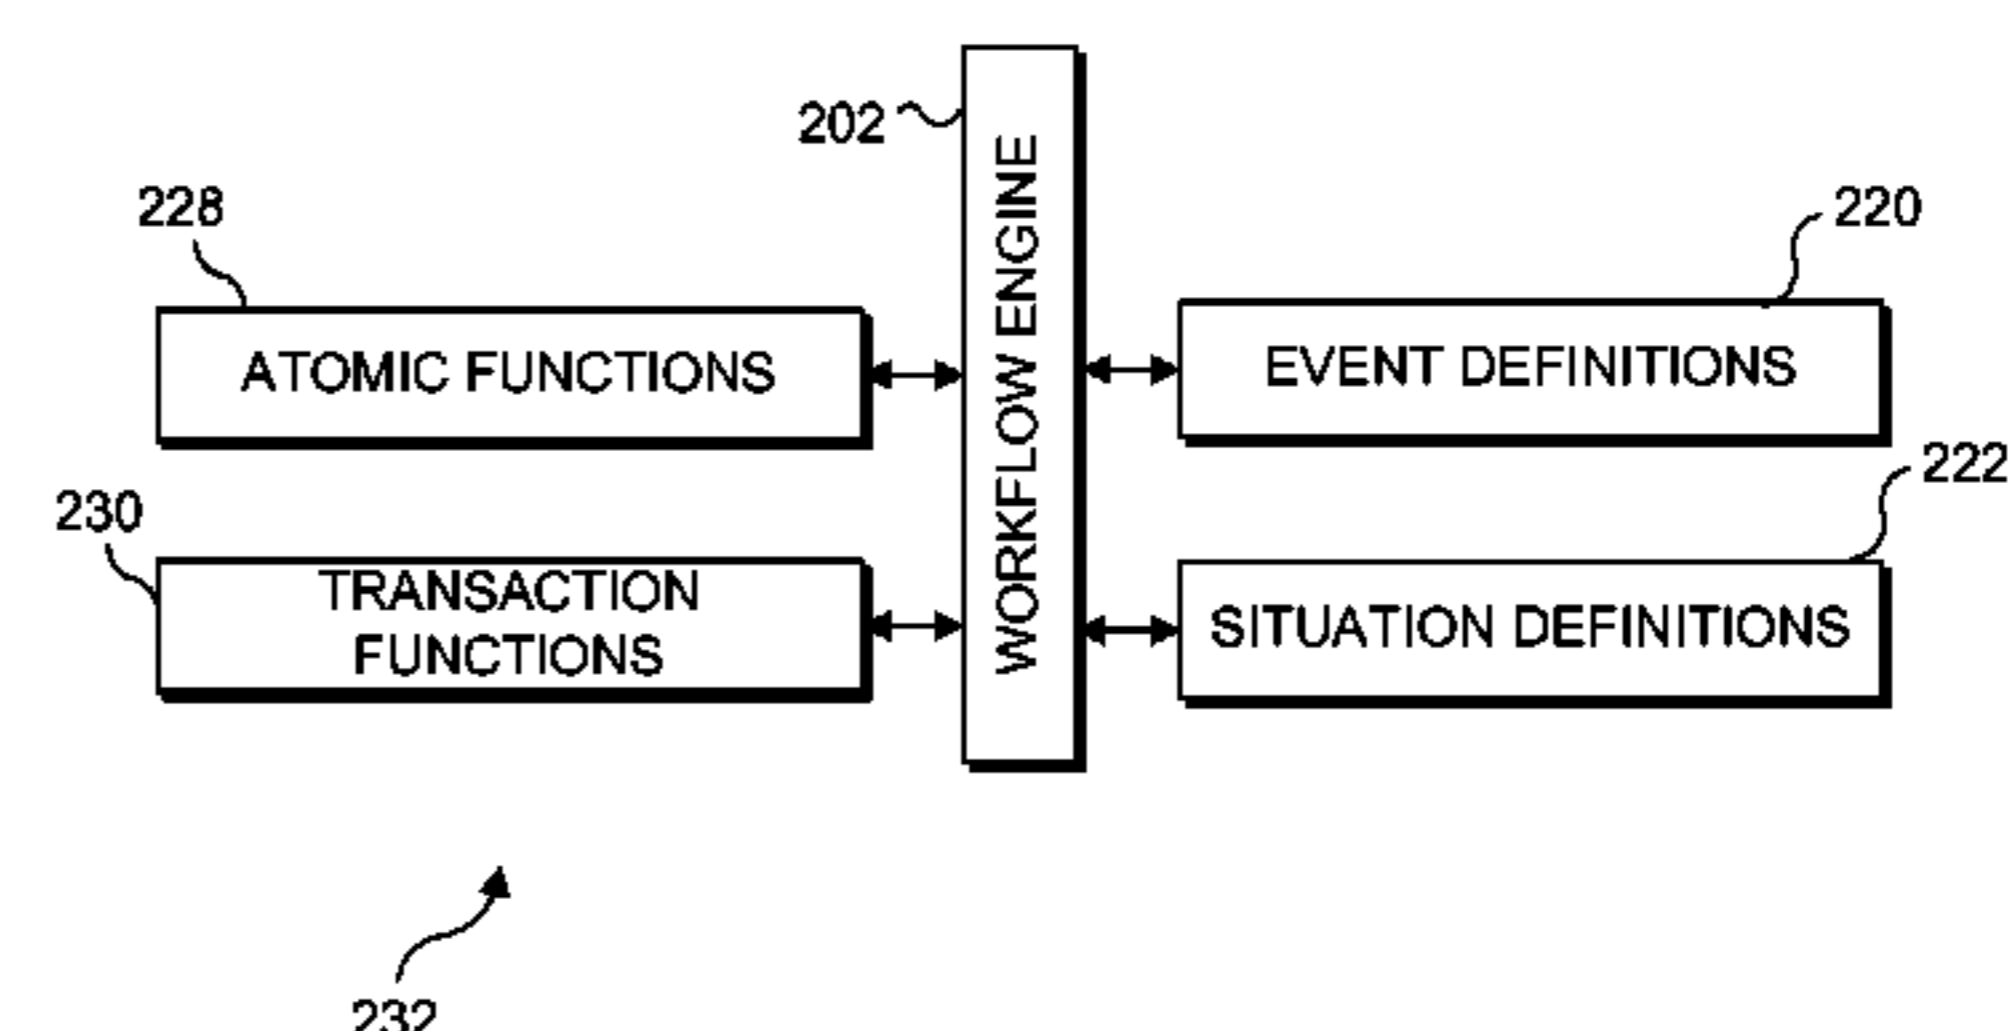 202
WORKFLOW ENGINE
228
220
ATOMIC FUNCTIONS
EVENT DEFINITIONS
222
230
TRANSACTION
FUNCTIONS
SITUATION DEFINITIONS
232